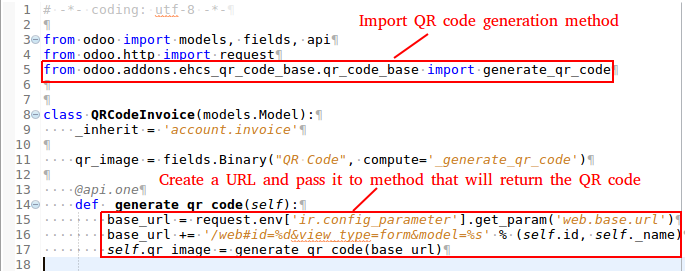 Import QR code generation method
1 # -*- coding: utf-8 -*-¶
2 ¶
3 from odoo import models, fields, api¶
4 from odoo.http import request¶
5 from odoo.addons.ehcs_qr_code_base.qr_code_base import generate_qr_code¶
6 ¶
7 ¶
8 class QRCodeInvoice(models.Model):¶
9 _inherit = 'account.invoice'¶
10 ¶
11 qr_image = fields.Binary("QR Code", compute='_generate_qr_code')¶
12 ¶
Create a URL and pass it to method that will return the QR code
13 @api.one¶
14 def _generate_qr_code(self):¶
15 base_url = request.env['ir.config_parameter'].get_param('web.base.url')¶
16 base_url += '/web#id=%d&view_type=form&model=%s' % (self.id, self._name)
17 self.qr_image = generate_qr_code(base_url)¶
18